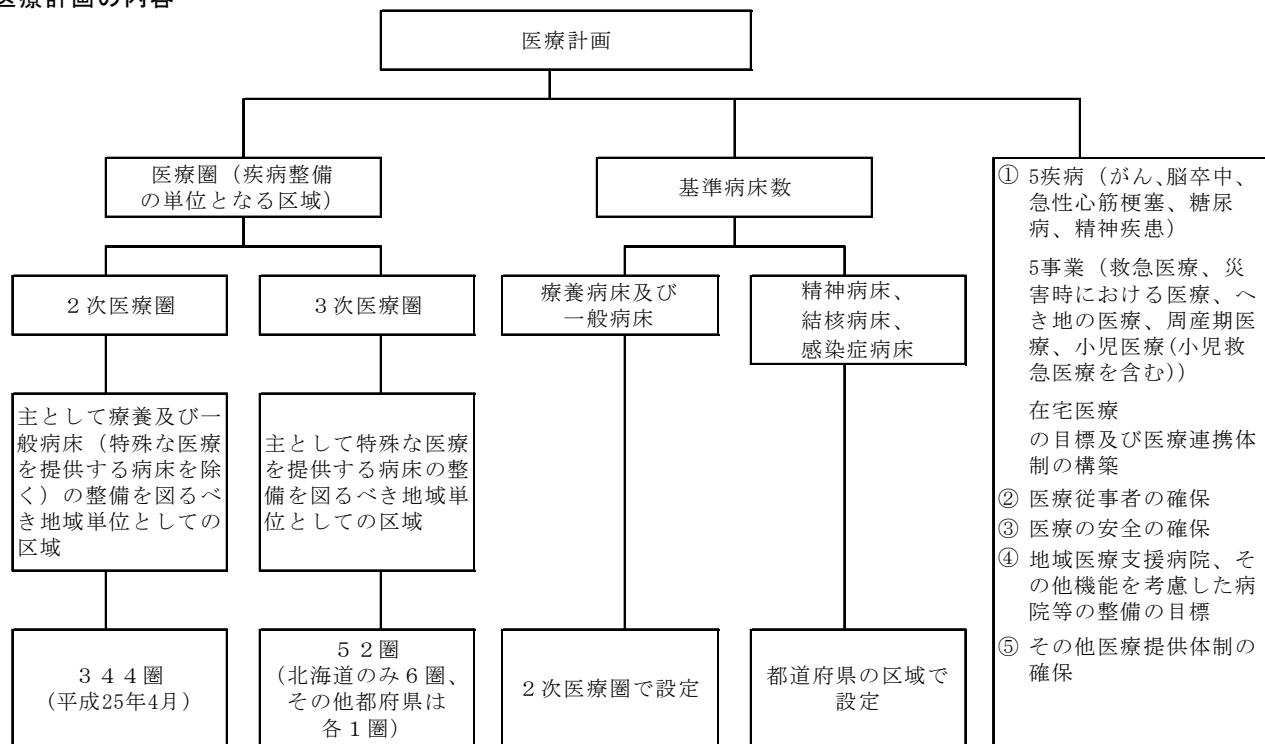 医療計画の内容
医療計画
医療圏（疾病整備
の単位となる区域）
基準病床数
２次医療圏
３次医療圏
療養病床及び
一般病床
精神病床、
結核病床、
感染症病床
主として療養及び一
般病床（特殊な医療
を提供する病床を除
く）の整備を図るべ
き地域単位としての
区域
主として特殊な医療
を提供する病床の整
備を図るべき地域単
位としての区域
３４４圏
(平成25年4月)
５２圏
(北海道のみ６圏、
その他都府県は
各１圏)
２次医療圏で設定
都道府県の区域で
設定
① 5疾病（がん、脳卒中、
急性心筋梗塞、糖尿
病、精神疾患）
5事業（救急医療、災
害時における医療、へ
き地の医療、周産期医
療、小児医療(小児救
急医療を含む))
在宅医療
の目標及び医療連携体
制の構築
② 医療従事者の確保
③ 医療の安全の確保
④ 地域医療支援病院、そ
の他機能を考慮した病
院等の整備の目標
⑤ その他医療提供体制の
確保